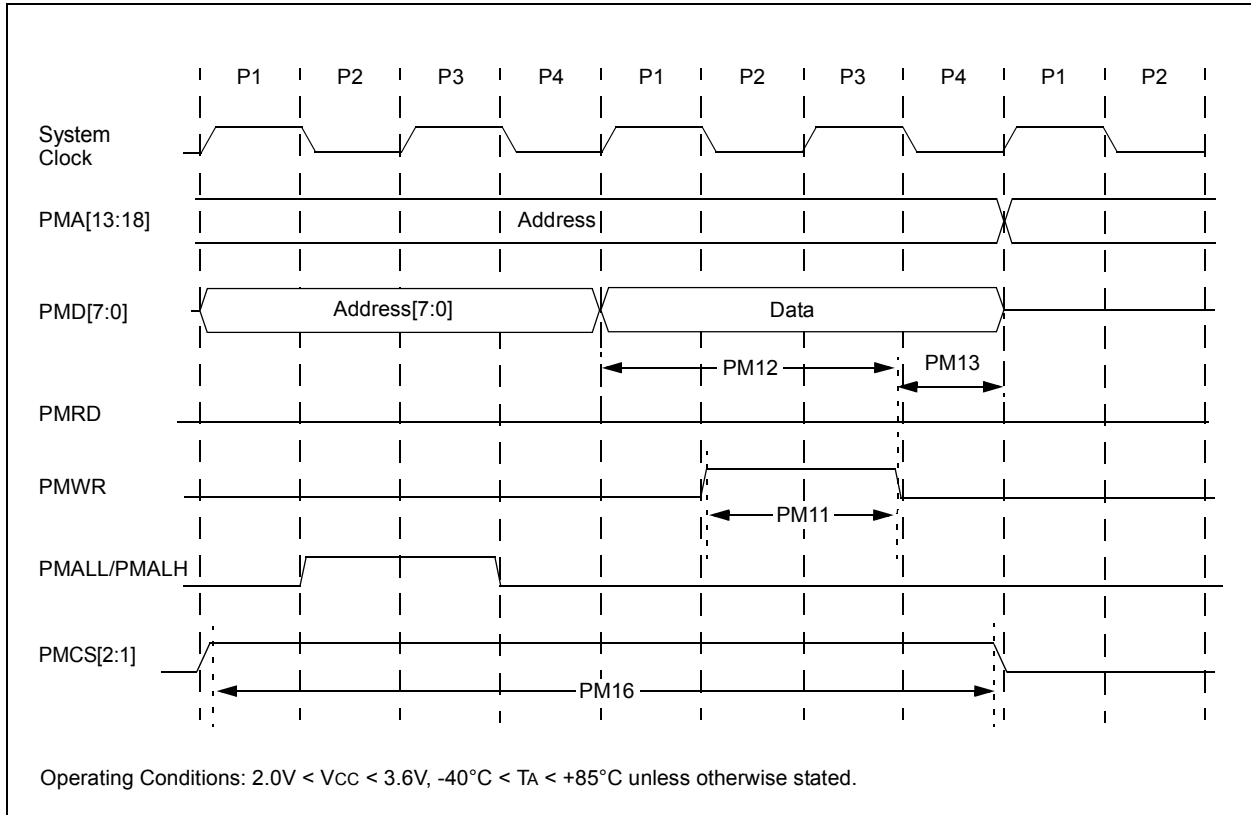 P1 P2 P3 P4 P1 P2 P3 P4 P1 P2
System
Clock
PMA[13:18]
Address
PMD[7:0]
Address[7:0]
Data
PM12
PM13
PMRD
PMWR
PM11
PMALL/PMALH
PMCS[2:1]
PM16
Operating Conditions: 2.0V < VCC < 3.6V, -40°C < TA < +85°C unless otherwise stated.